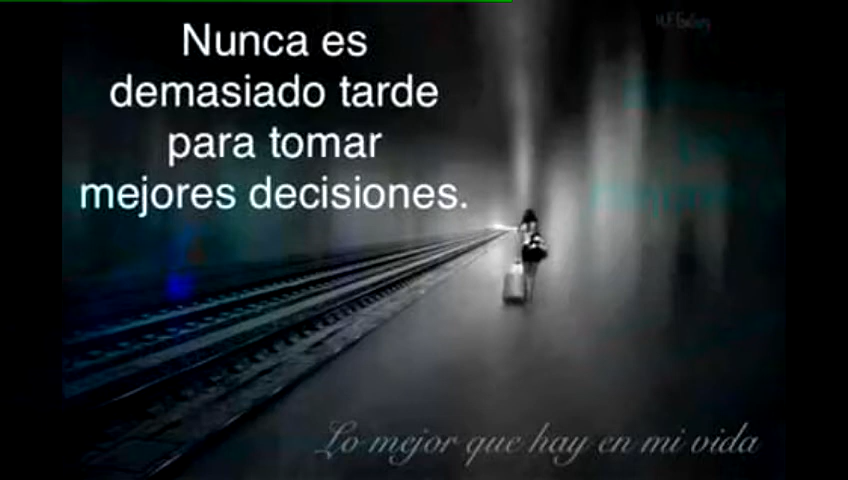 Nunca es
demasiado tarde
para tomar
mejores decisiones.
Lo mejor que hay en mi vida